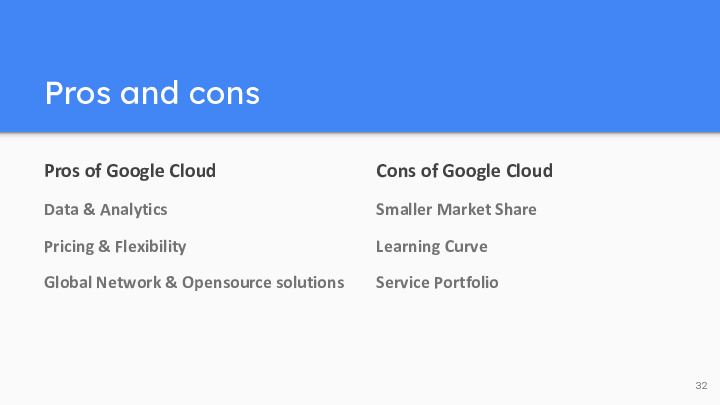 Pros and cons
Pros of Google Cloud
Data & Analytics
Pricing & Flexibility
Global Network & Opensource solutions
Cons of Google Cloud
Smaller Market Share
Learning Curve
Service Portfolio
32